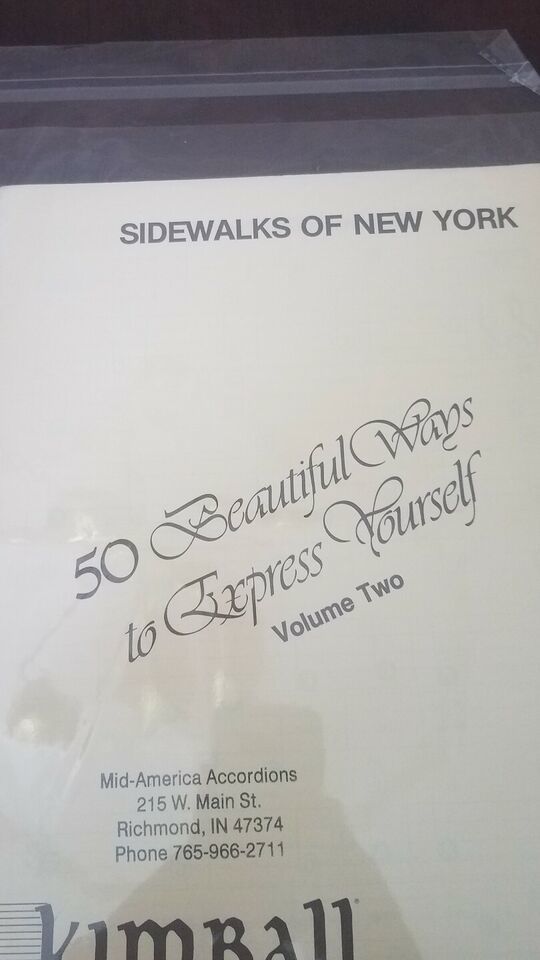 SIDEWALKS OF NEW YORK
50 Beautiful Ways
to Express Yourself
Volume Two
Mid-America Accordions
215 W. Main St.
Richmond, IN 47374
Phone 765-966-2711
KIMBALL